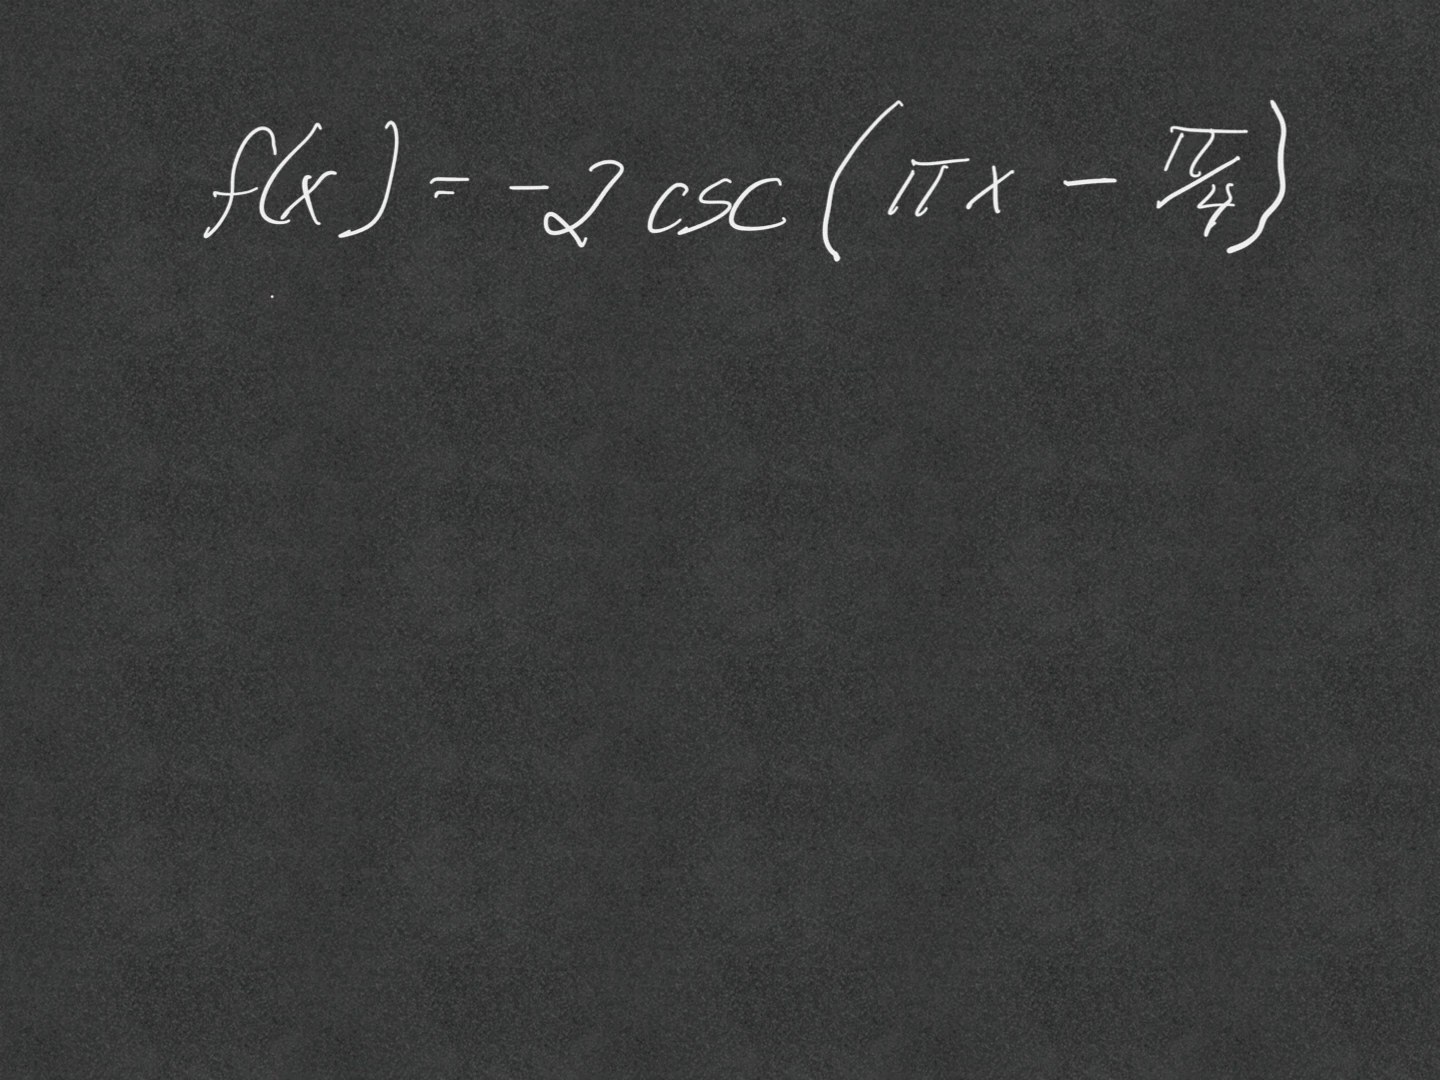 f(x) = -2 csc (πx - π/4)